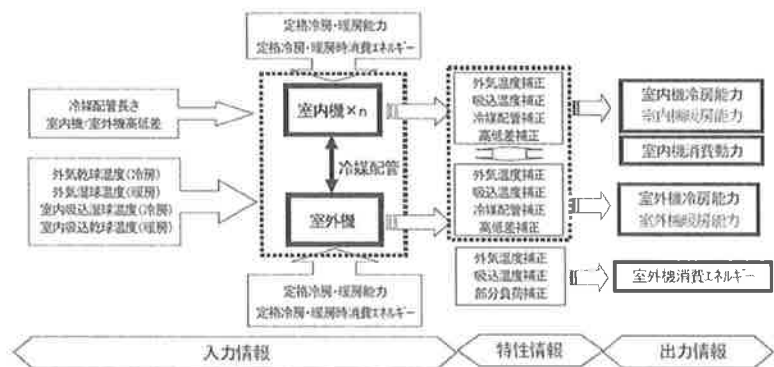 定格冷房・暖房能力
定格冷房・暖房時消費エネルギー
冷媒配管長さ
室内機/室外機高低差
外気乾球温度(冷房)
外気湿球温度(暖房)
室内吸込湿球温度(冷房)
室内吸込乾球温度(暖房)
室内機×n
冷媒配管
室外機
定格冷房・暖房能力
定格冷房・暖房時消費エネルギー
外気温度補正
吸込温度補正
冷媒配管補正
高低差補正
外気温度補正
吸込温度補正
冷媒配管補正
高低差補正
外気温度補正
吸込温度補正
部分負荷補正
室内機冷房能力
室内機暖房能力
室内機消費動力
室外機冷房能力
室外機暖房能力
室外機消費エネルギー
入力情報
特性情報
出力情報